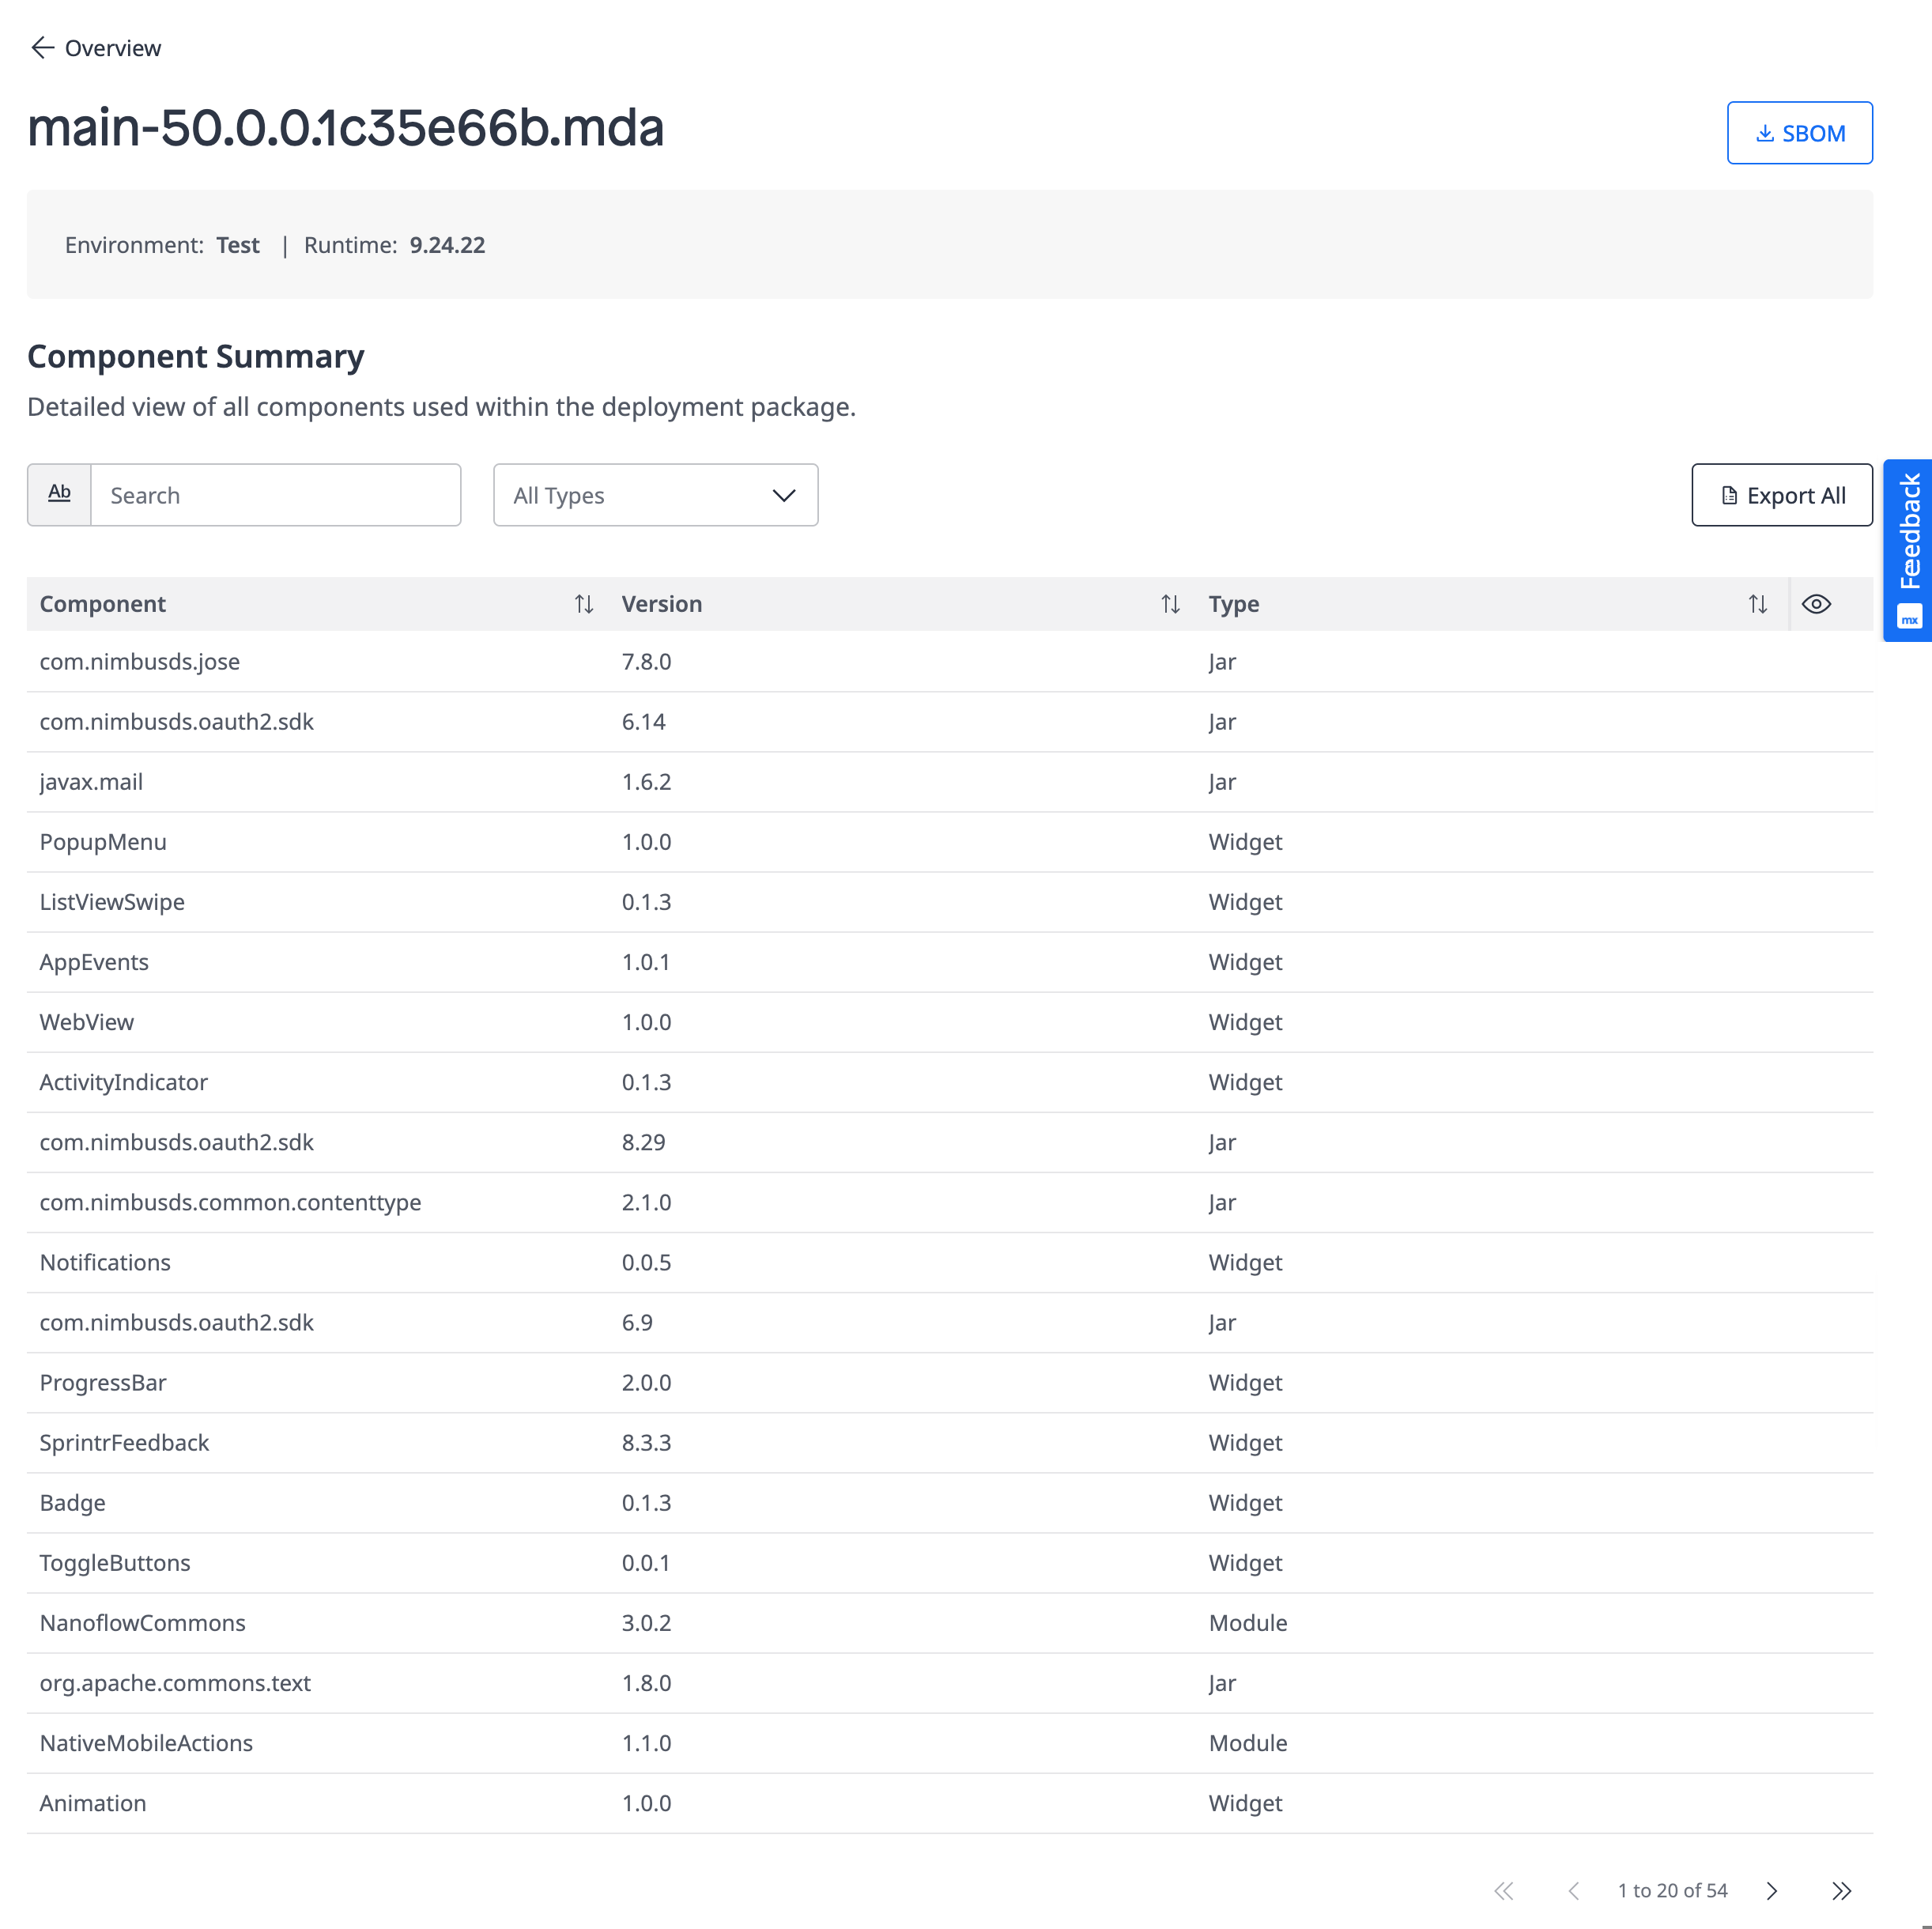 Overview
main-50.0.0.1c35e66b.mda
SBOM
Environment: Test | Runtime: 9.24.22
Component Summary
Detailed view of all components used within the deployment package.
Ab Search All Types Export All
Feedback
mx
Component Version Type
com.nimbusds.jose 7.8.0 Jar
com.nimbusds.oauth2.sdk 6.14 Jar
javax.mail 1.6.2 Jar
PopupMenu 1.0.0 Widget
ListViewSwipe 0.1.3 Widget
AppEvents 1.0.1 Widget
WebView 1.0.0 Widget
ActivityIndicator 0.1.3 Widget
com.nimbusds.oauth2.sdk 8.29 Jar
com.nimbusds.common.contenttype 2.1.0 Jar
Notifications 0.0.5 Widget
com.nimbusds.oauth2.sdk 6.9 Jar
ProgressBar 2.0.0 Widget
SprintrFeedback 8.3.3 Widget
Badge 0.1.3 Widget
ToggleButtons 0.0.1 Widget
NanoflowCommons 3.0.2 Module
org.apache.commons.text 1.8.0 Jar
NativeMobileActions 1.1.0 Module
Animation 1.0.0 Widget
1 to 20 of 54